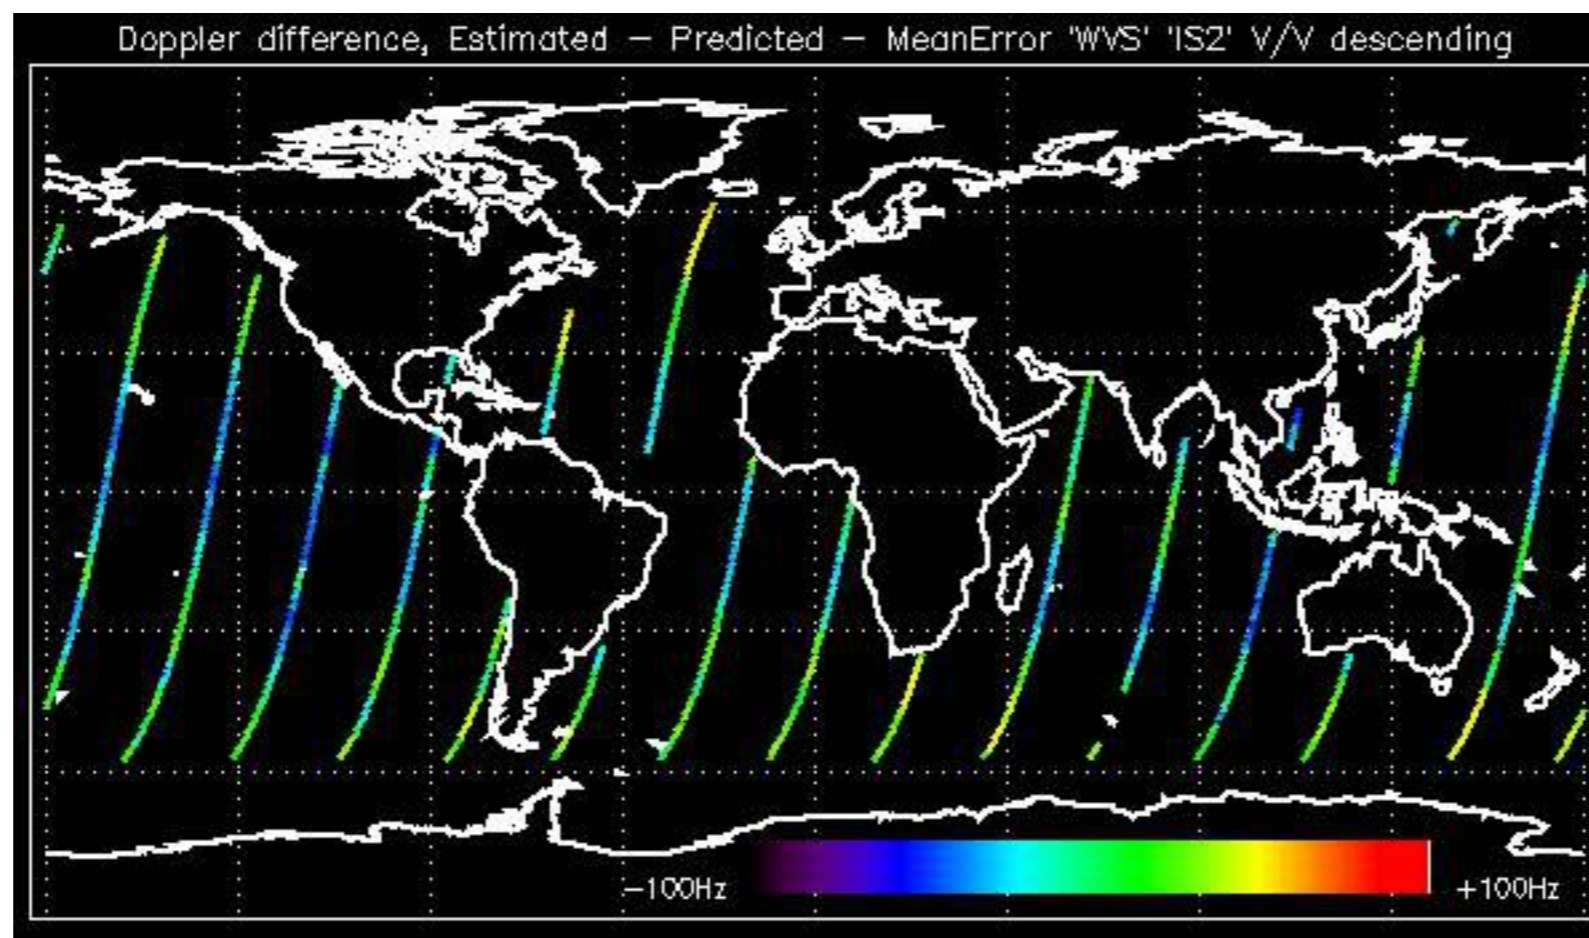 Doppler difference, Estimated – Predicted – MeanError 'WVS' 'IS2' V/V descending
–100Hz
+100Hz